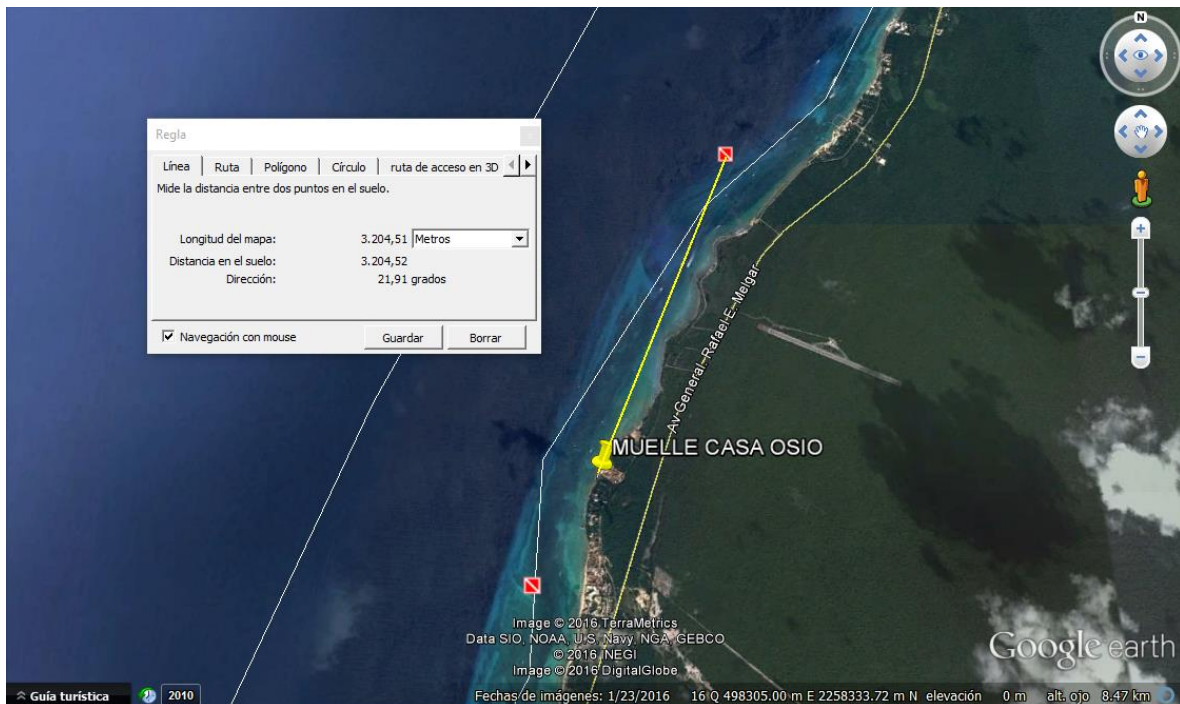 N
Regla
Línea Ruta Polígono Círculo ruta de acceso en 3D
Mide la distancia entre dos puntos en el suelo.
Longitud del mapa: 3.204,51 Metros
Distancia en el suelo: 3.204,52
Dirección: 21,91 grados
Navegación con mouse Guardar Borrar
Av General. Rafael E. Melgar
MUELLE CASA OSIO
Image © 2016 TerraMetrics
Data SIO, NOAA, U.S. Navy, NGA, GEBCO
© 2016 INEGI
Image © 2016 DigitalGlobe
Google earth
Guía turística 2010 Fechas de imágenes: 1/23/2016 16 Q 498305.00 m E 2258333.72 m N elevación 0 m alt. ojo 8.47 km